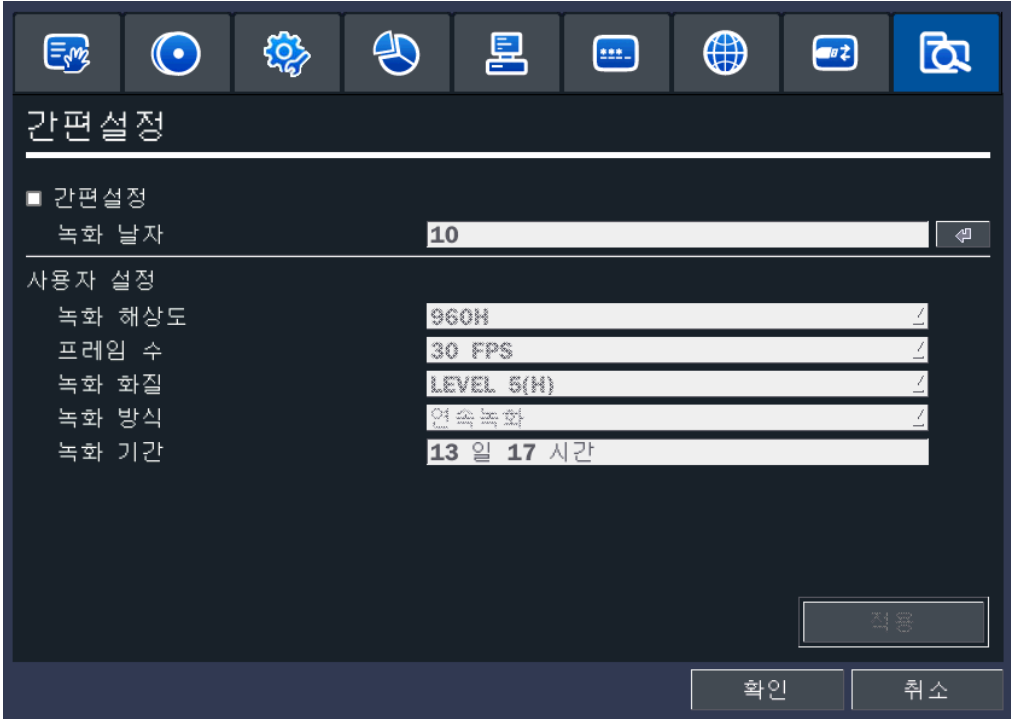 간편설정
간편설정
녹화 날자 10
사용자 설정
녹화 해상도 960H
프레임 수 30 FPS
녹화 화질 LEVEL 5(H)
녹화 방식 연속녹화
녹화 기간 13 일 17 시간
적용
확인 취소